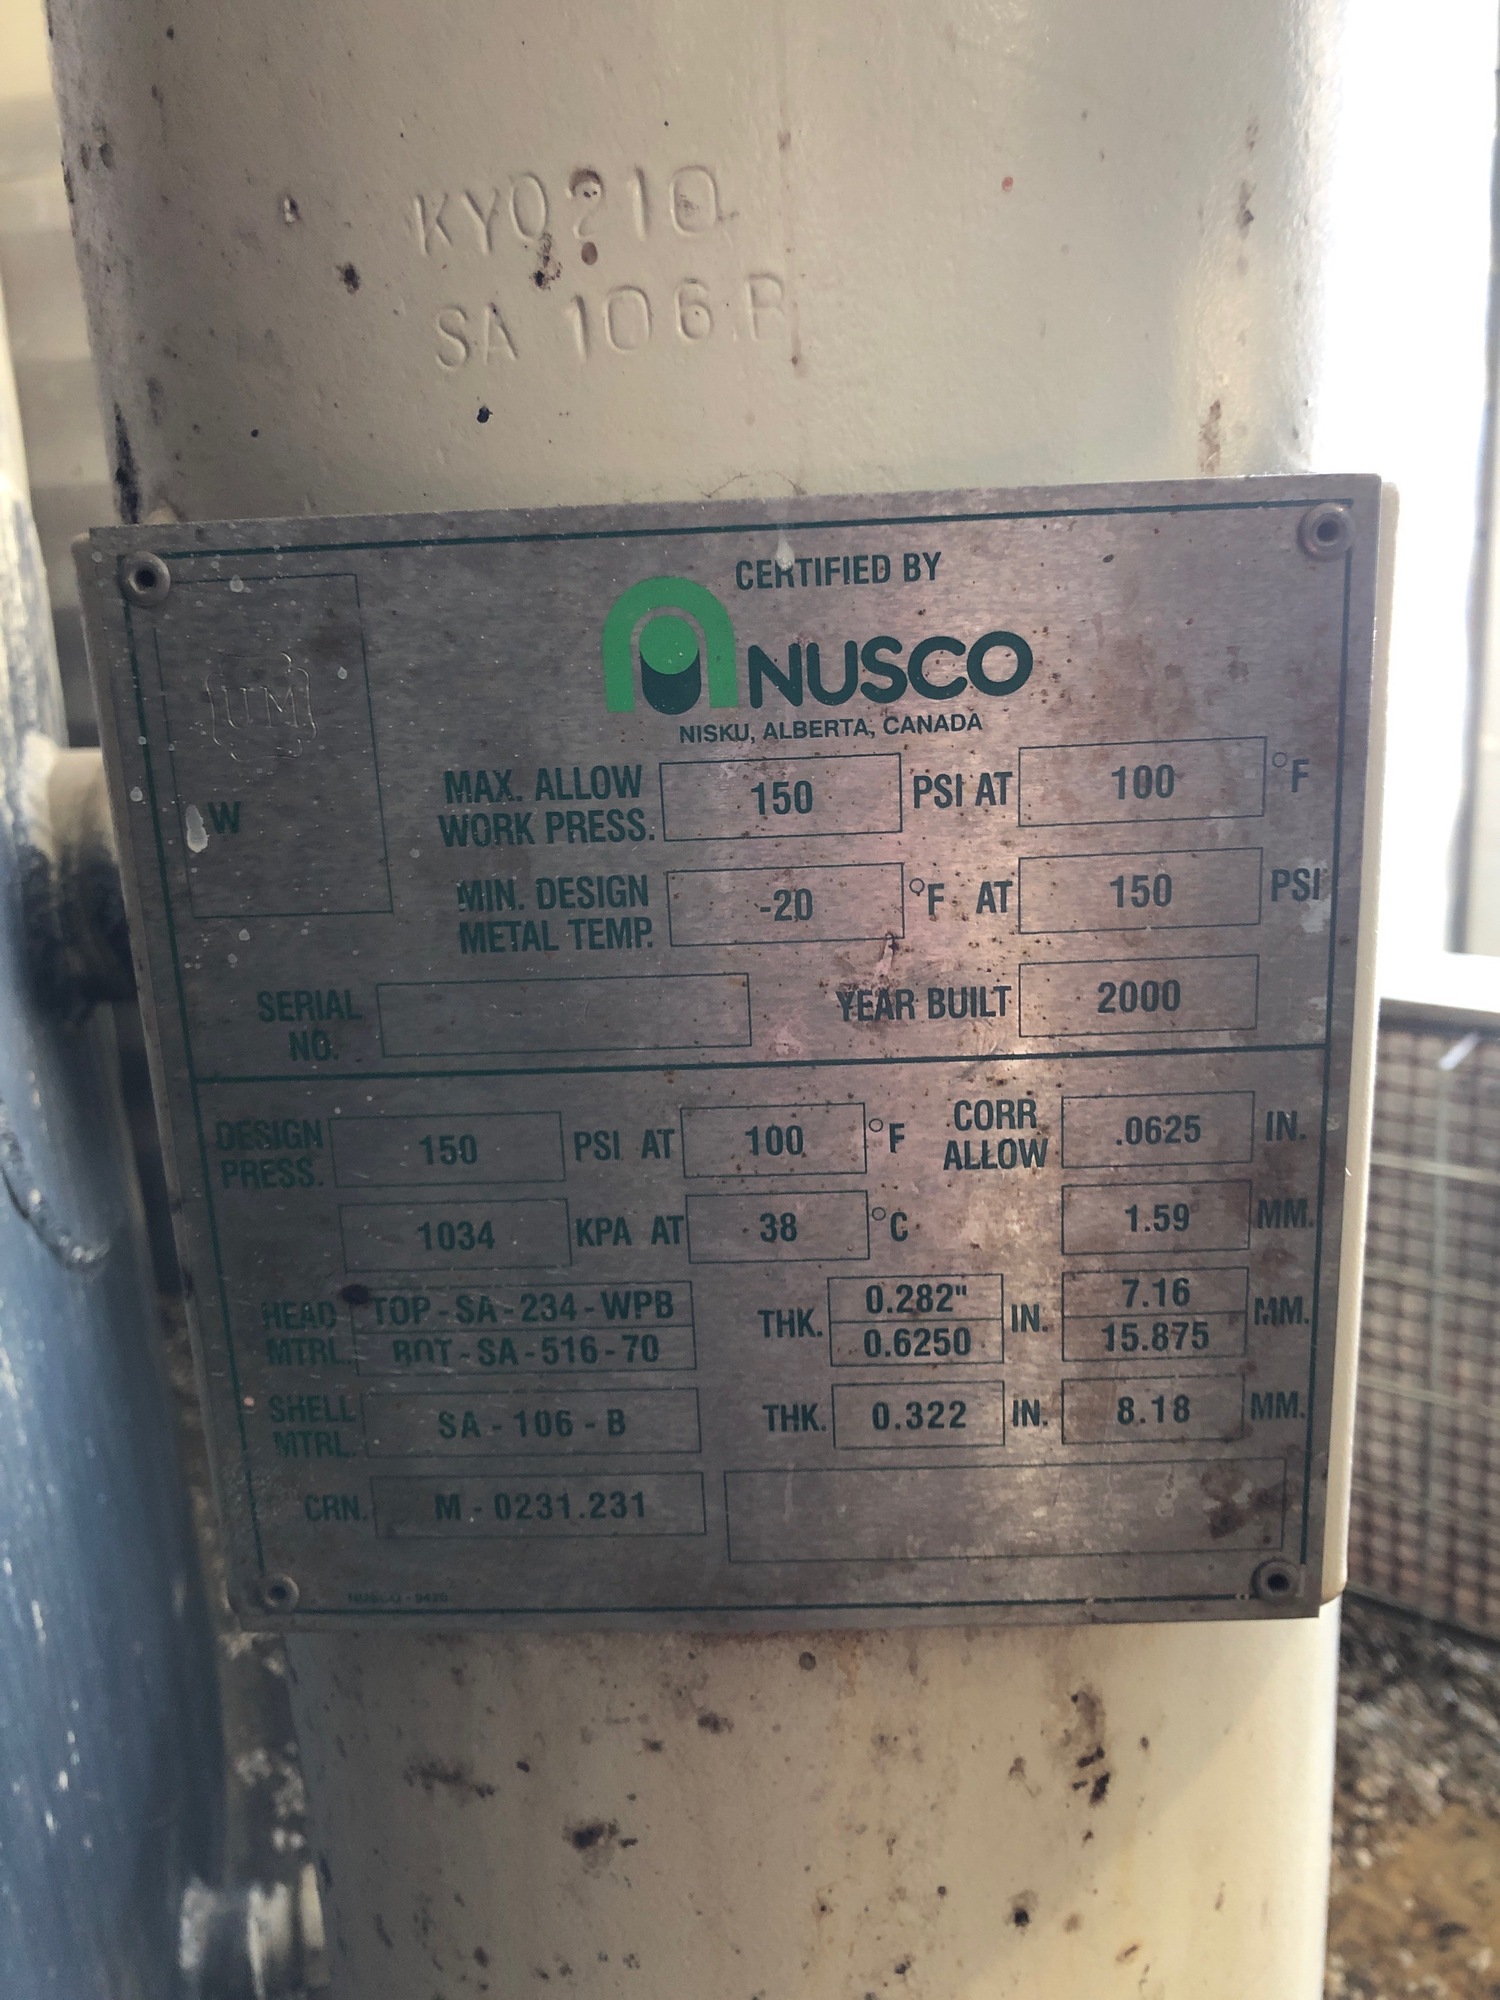 KY0210
SA 106 B
CERTIFIED BY
NUSCO
NISKU, ALBERTA, CANADA
UM
W
MAX. ALLOW WORK PRESS. 150 PSI AT 100 °F
MIN. DESIGN METAL TEMP. -20 °F AT 150 PSI
SERIAL NO. YEAR BUILT 2000
DESIGN PRESS. 150 PSI AT 100 °F CORR ALLOW .0625 IN.
1034 KPA AT 38 °C 1.59 MM.
HEAD MTRL. TOP - SA - 234 - WPB THK. 0.282" IN. 7.16 MM.
BOT - SA - 516 - 70 0.6250 15.875
SHELL MTRL. SA - 106 - B THK. 0.322 IN. 8.18 MM.
CRN. M - 0231.231